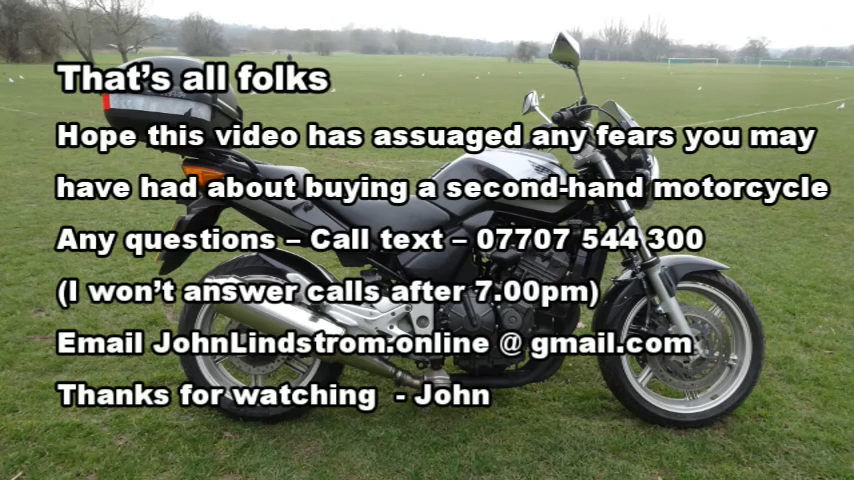 That’s all folks
Hope this video has assuaged any fears you may
have had about buying a second-hand motorcycle
Any questions – Call text – 07707 544 300
(I won’t answer calls after 7.00pm)
Email JohnLindstrom.online @ gmail.com
Thanks for watching - John